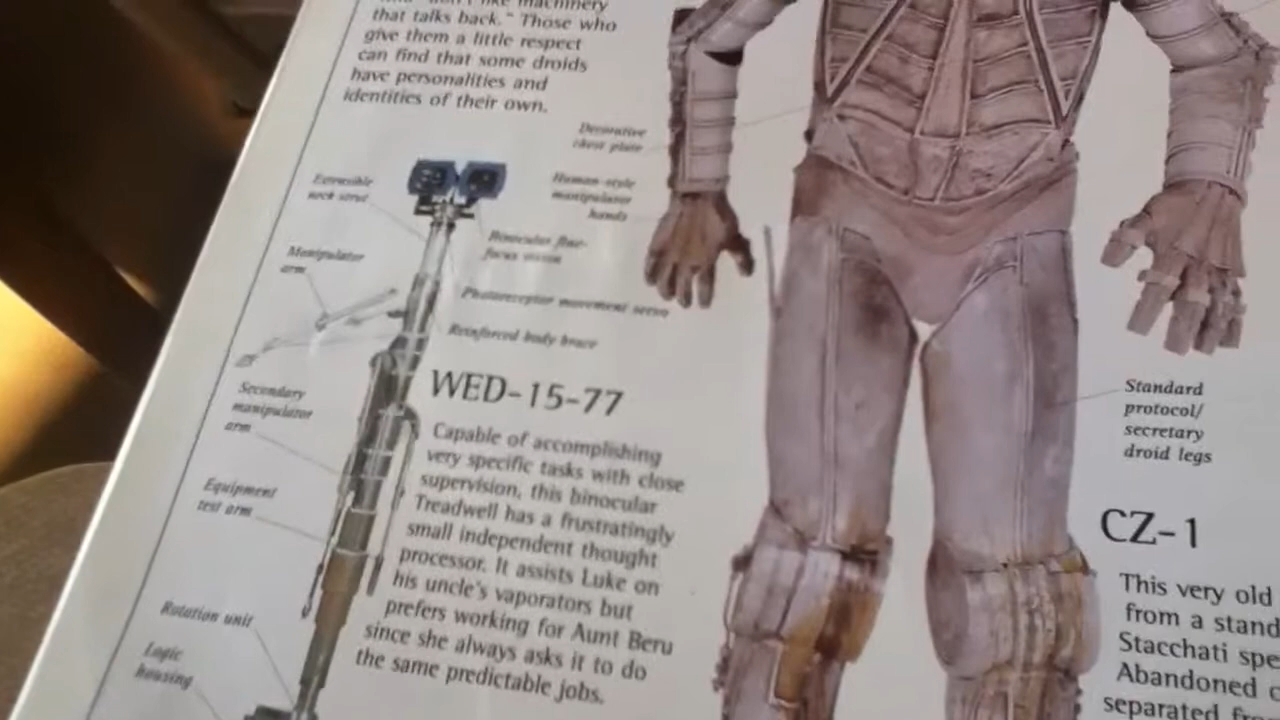 that talks back." Those who
give them a little respect
can find that some droids
have personalities and
identities of their own.
Decorative
chest plate
Human-style
manipulator
hands
Extensible
neck strut
Binocular fine-
focus vision
Manipulator
arm
Photoreceptor movement servo
Reinforced body brace
WED-15-77
Capable of accomplishing
very specific tasks with close
supervision, this binocular
Treadwell has a frustratingly
small independent thought
processor. It assists Luke on
his uncle's vaporators but
prefers working for Aunt Beru
since she always asks it to do
the same predictable jobs.
Secondary
manipulator
arm
Equipment
test arm
Rotation unit
Logic
housing
Standard
protocol/
secretary
droid legs
CZ-1
This very old
from a stand
Stacchati spe
Abandoned
separated